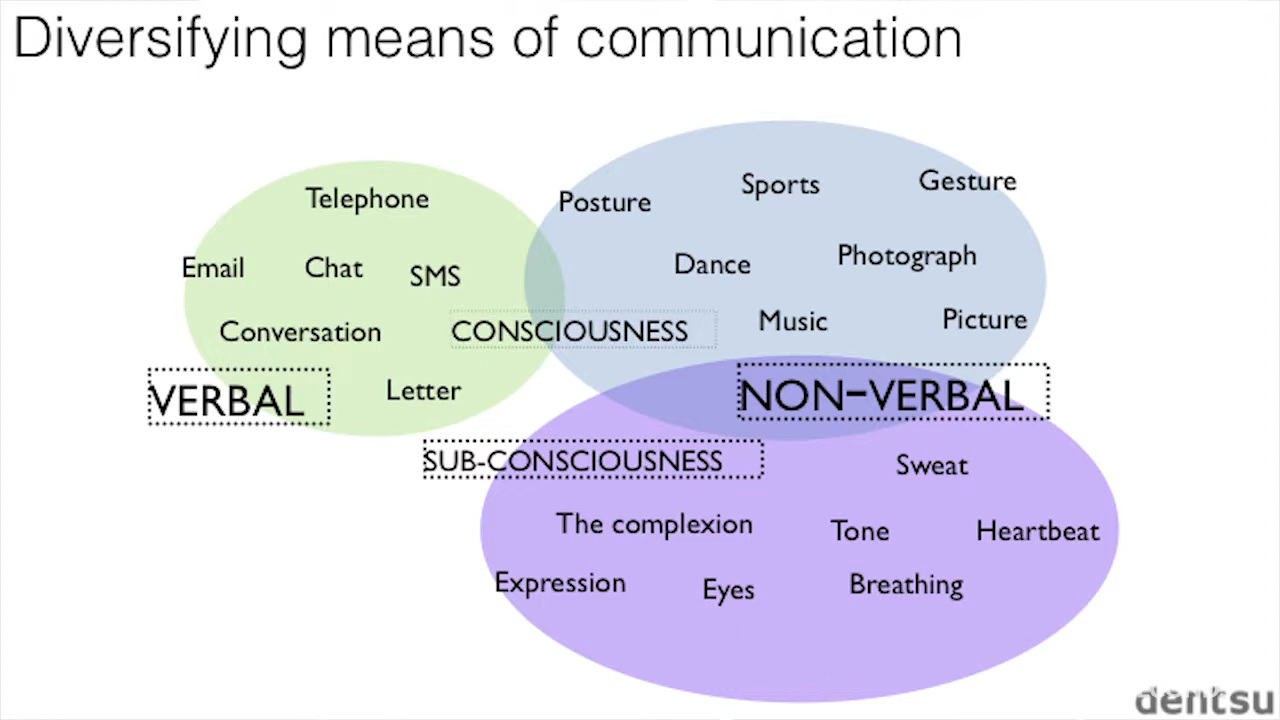 Diversifying means of communication
Telephone
Posture
Sports
Gesture
Email
Chat
SMS
Dance
Photograph
Conversation
CONSCIOUSNESS
Music
Picture
VERBAL
Letter
NON-VERBAL
SUB-CONSCIOUSNESS
Sweat
The complexion
Tone
Heartbeat
Expression
Eyes
Breathing
dentsu